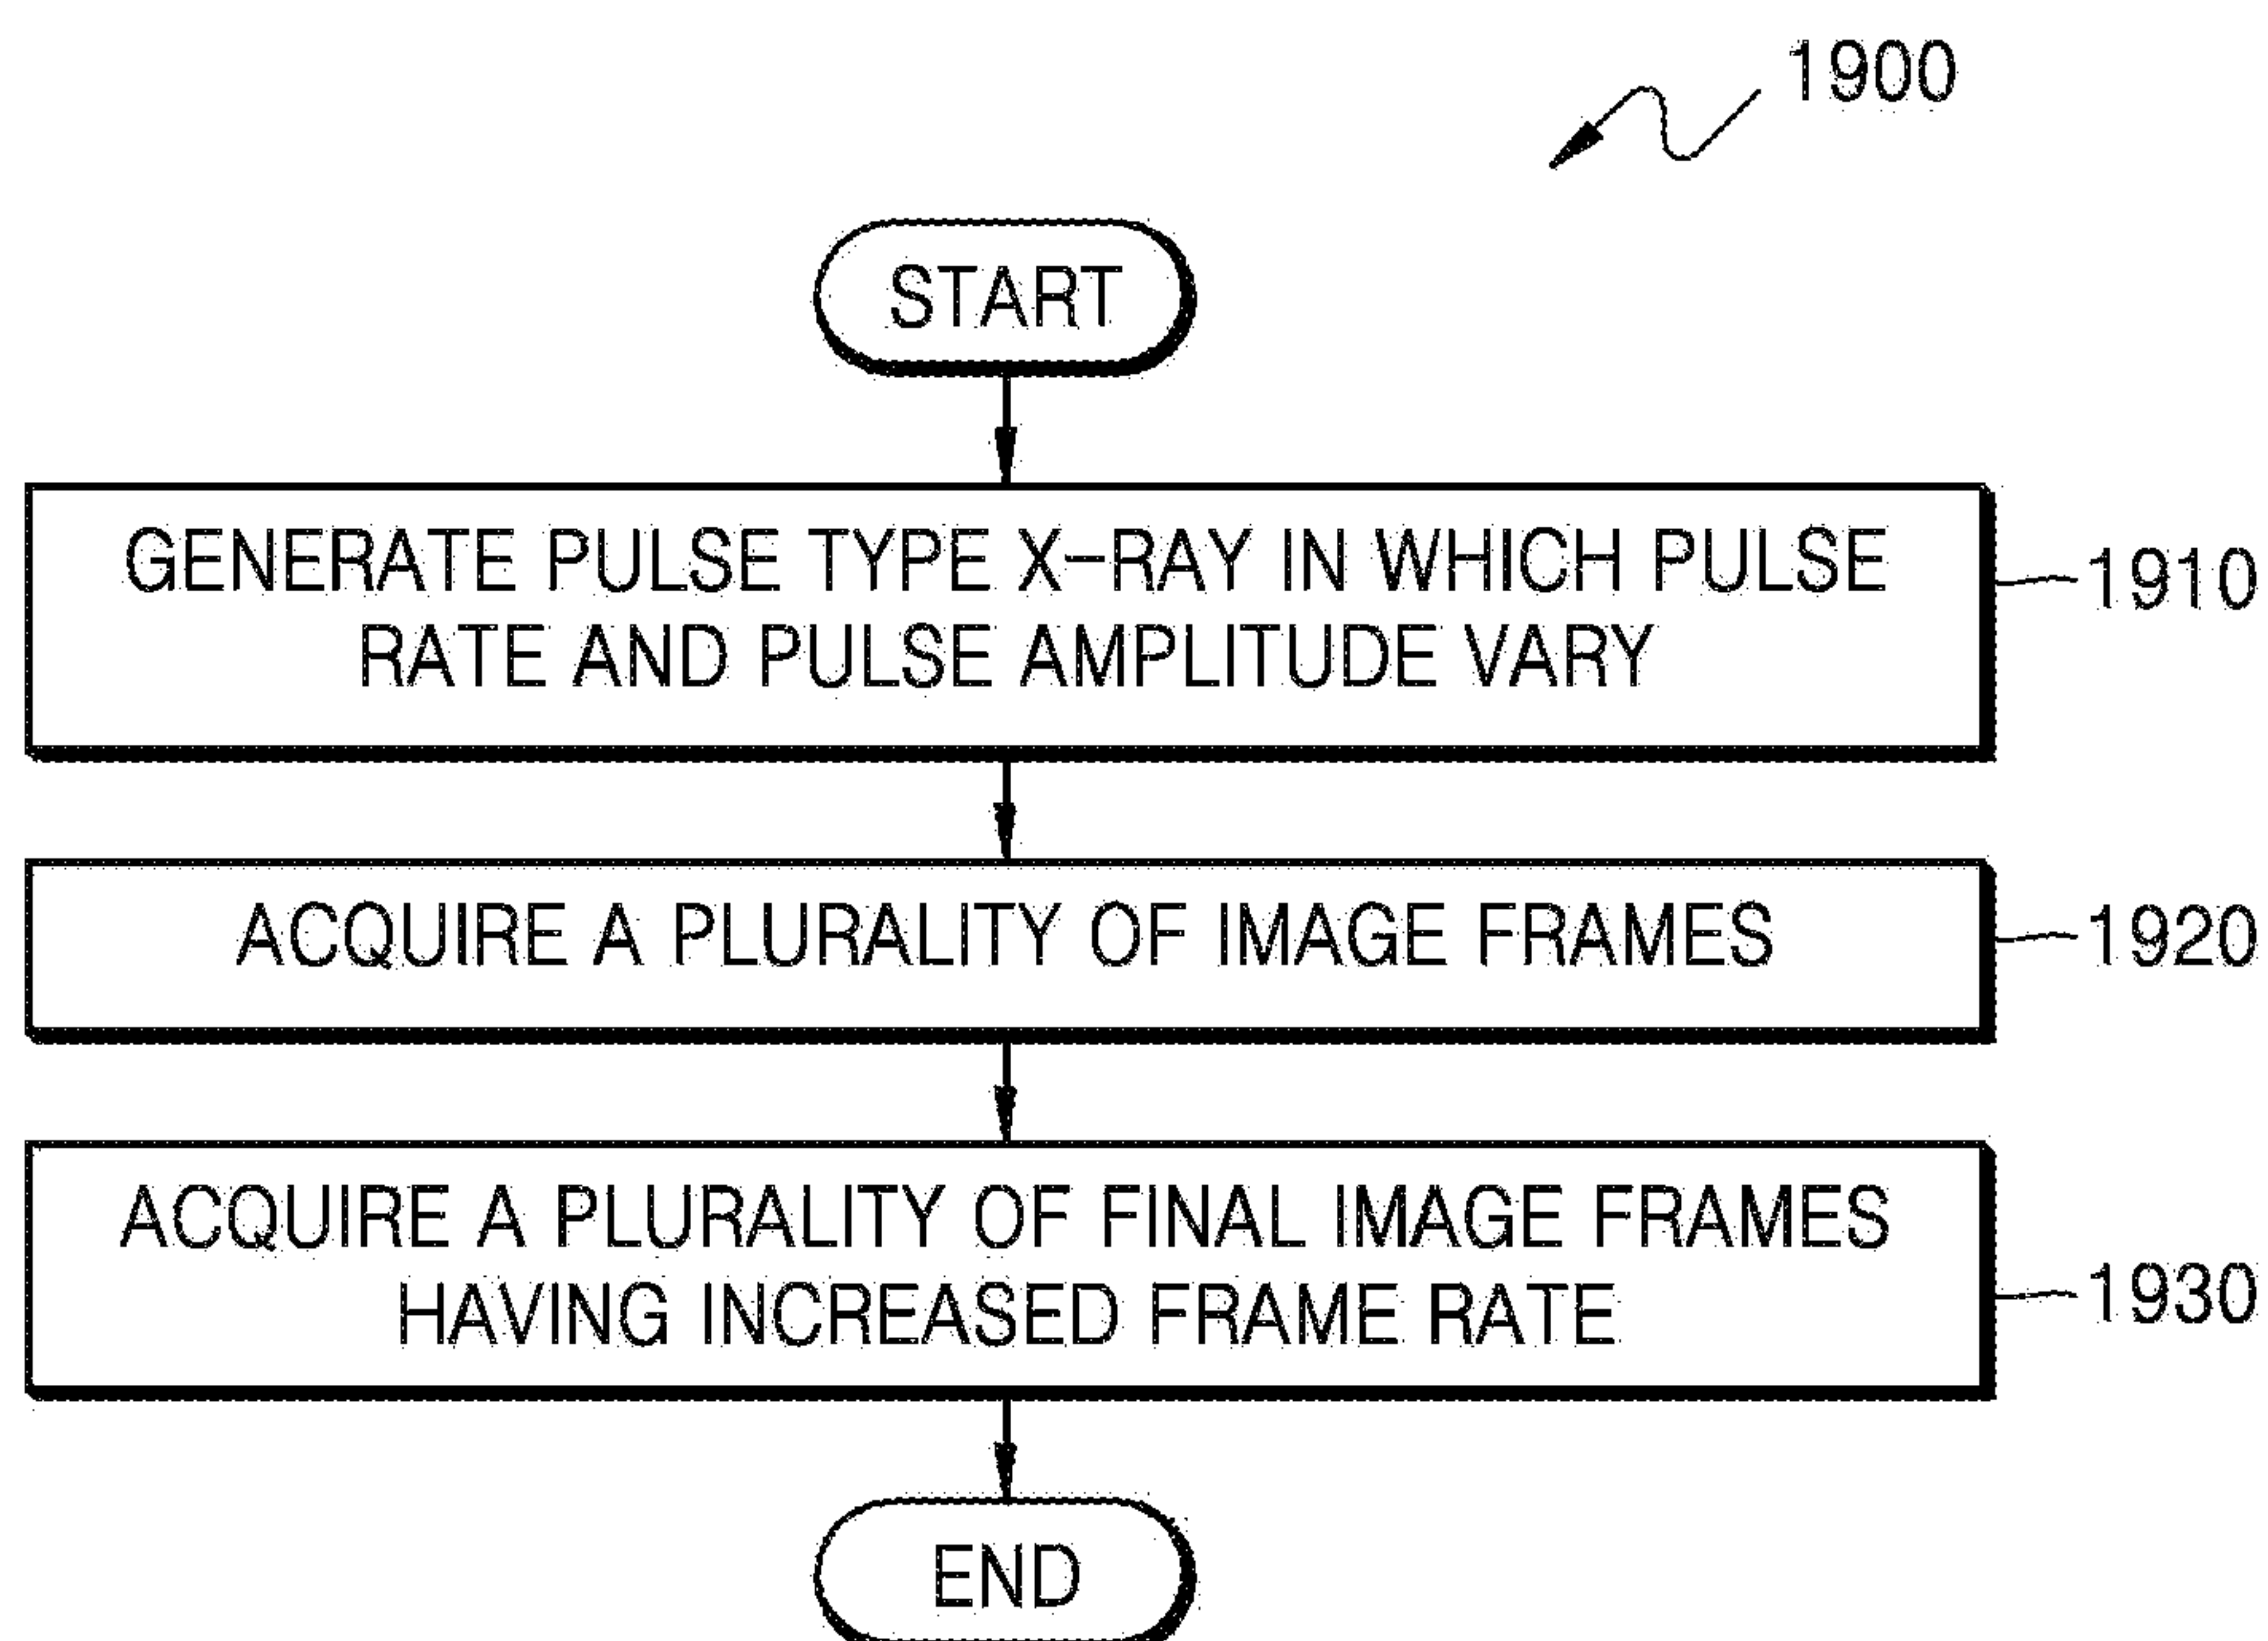 1900
START
GENERATE PULSE TYPE X-RAY IN WHICH PULSE
RATE AND PULSE AMPLITUDE VARY
1910
ACQUIRE A PLURALITY OF IMAGE FRAMES
1920
ACQUIRE A PLURALITY OF FINAL IMAGE FRAMES
HAVING INCREASED FRAME RATE
1930
END